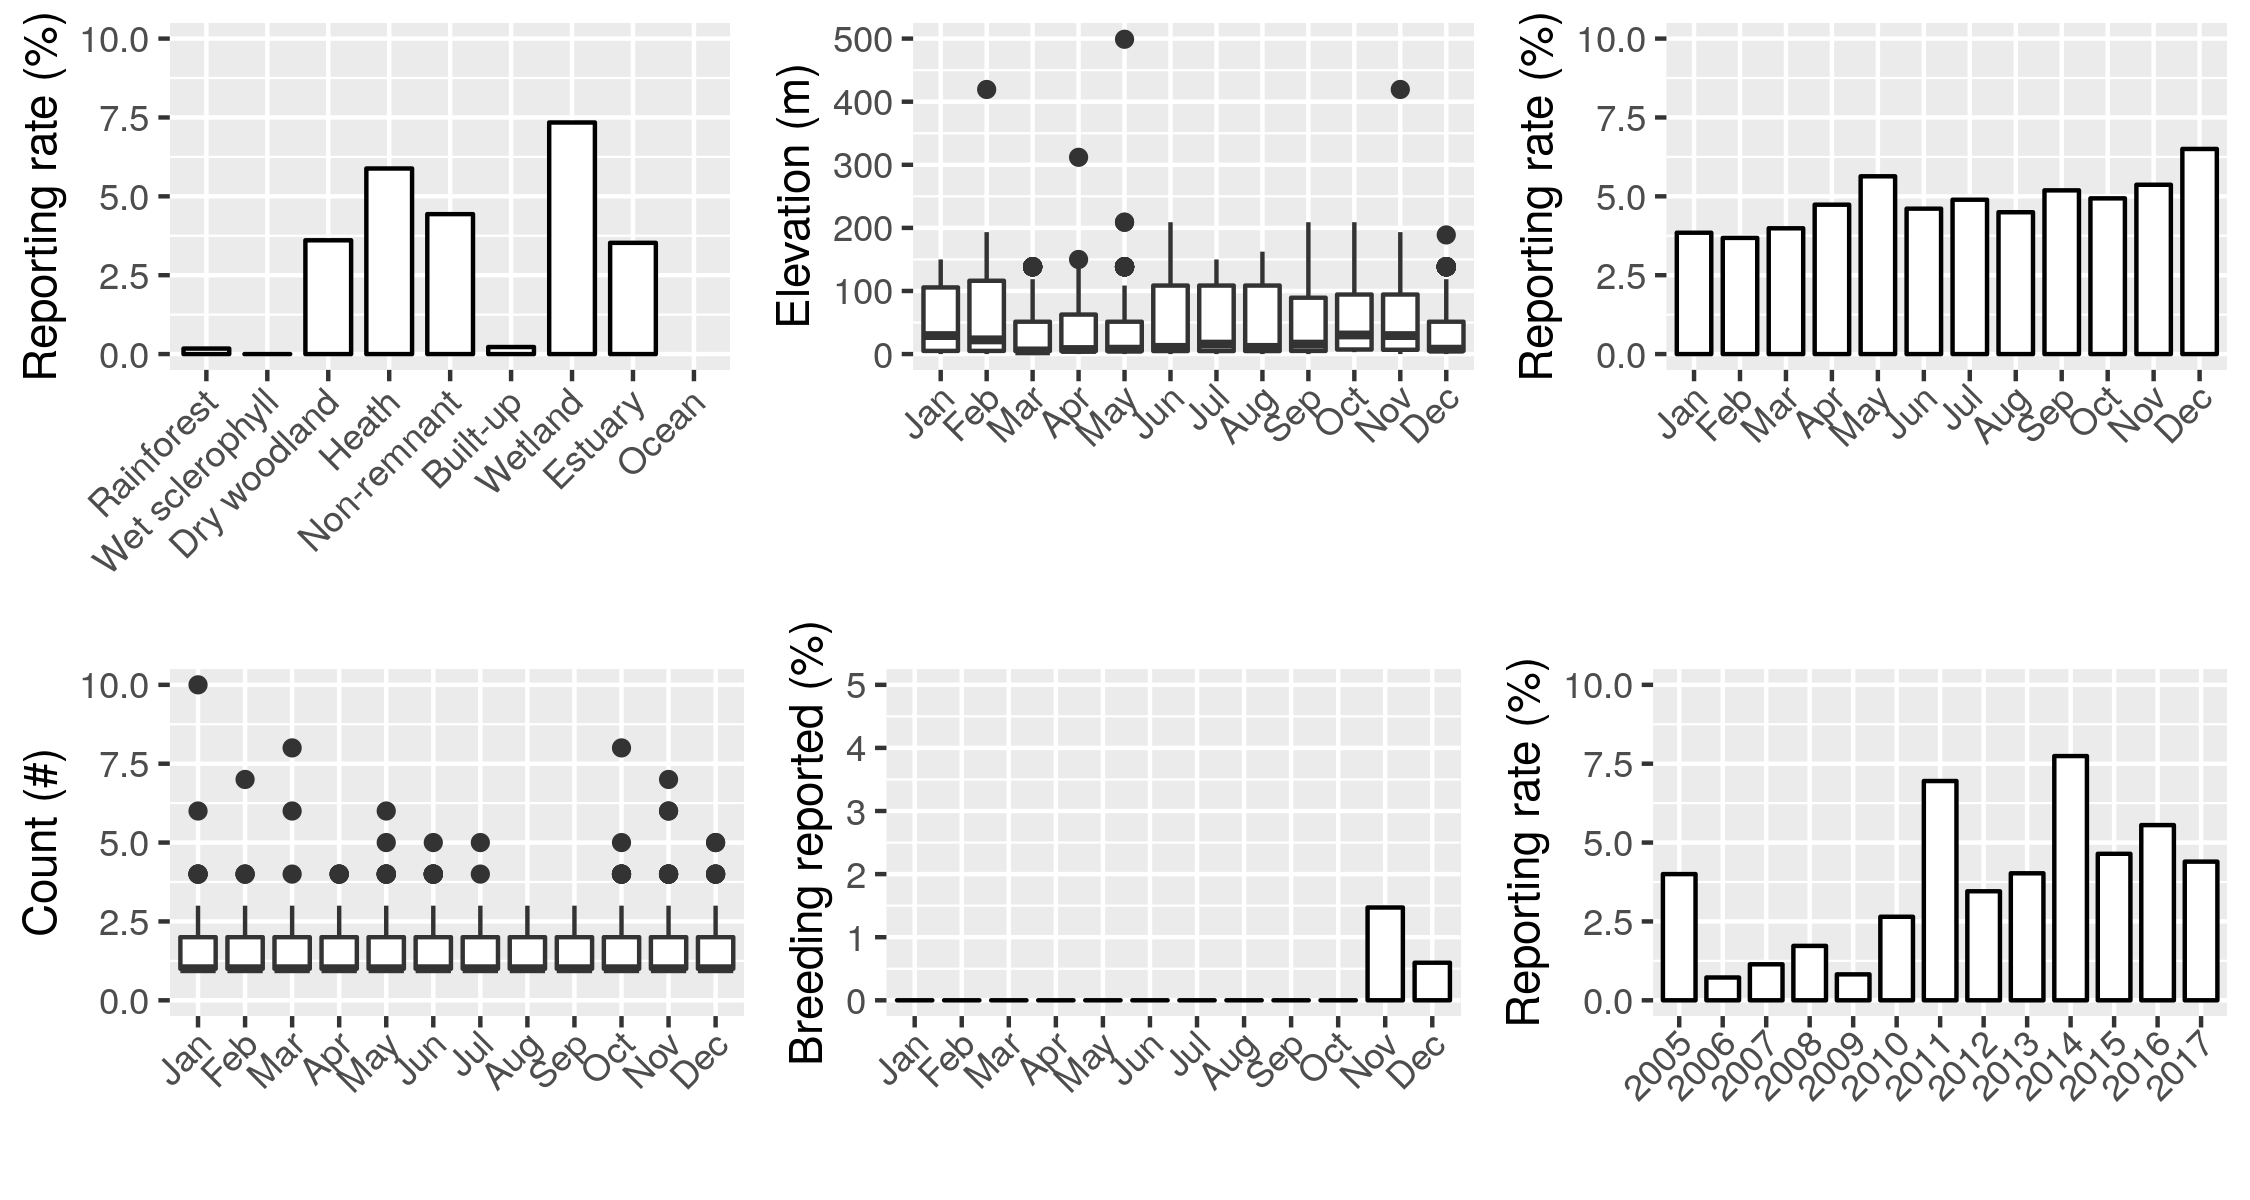 Reporting rate (%)
10.0
7.5
5.0
2.5
0.0
Rainforest
Wet sclerophyll
Dry woodland
Heath
Non-remnant
Built-up
Wetland
Estuary
Ocean
Elevation (m)
500
400
300
200
100
0
Jan
Feb
Mar
Apr
May
Jun
Jul
Aug
Sep
Oct
Nov
Dec
Reporting rate (%)
10.0
7.5
5.0
2.5
0.0
Jan
Feb
Mar
Apr
May
Jun
Jul
Aug
Sep
Oct
Nov
Dec
Count (#)
10.0
7.5
5.0
2.5
0.0
Jan
Feb
Mar
Apr
May
Jun
Jul
Aug
Sep
Oct
Nov
Dec
Breeding reported (%)
5
4
3
2
1
0
Jan
Feb
Mar
Apr
May
Jun
Jul
Aug
Sep
Oct
Nov
Dec
Reporting rate (%)
10.0
7.5
5.0
2.5
0.0
2005
2006
2007
2008
2009
2010
2011
2012
2013
2014
2015
2016
2017